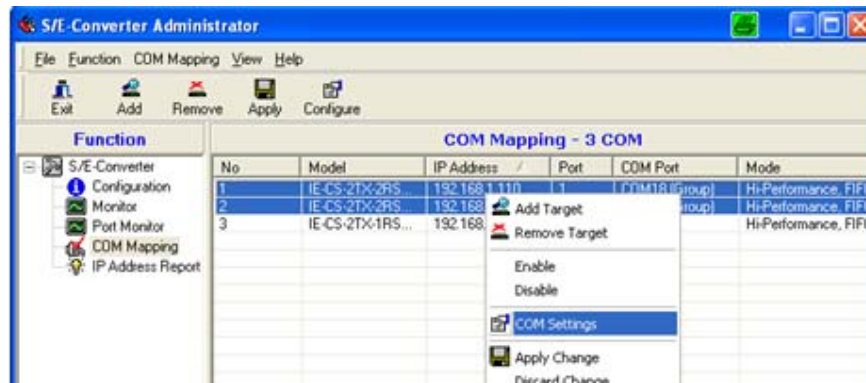 S/E-Converter Administrator
File Function COM Mapping View Help
Exit Add Remove Apply Configure
Function
COM Mapping - 3 COM
S/E-Converter
Configuration
Monitor
Port Monitor
COM Mapping
IP Address Report
No Model IP Address / Port COM Port Mode
1 IE-CS-2TX-2RS... 192.168.1.110 1 COM18 (Group) Hi-Performance, FIF
2 IE-CS-2TX-2RS... 192.168 Hi-Performance, FIF
3 IE-CS-2TX-1RS... 192.168. Hi-Performance, FIF
Add Target
Remove Target
Enable
Disable
COM Settings
Apply Change
Discard Change